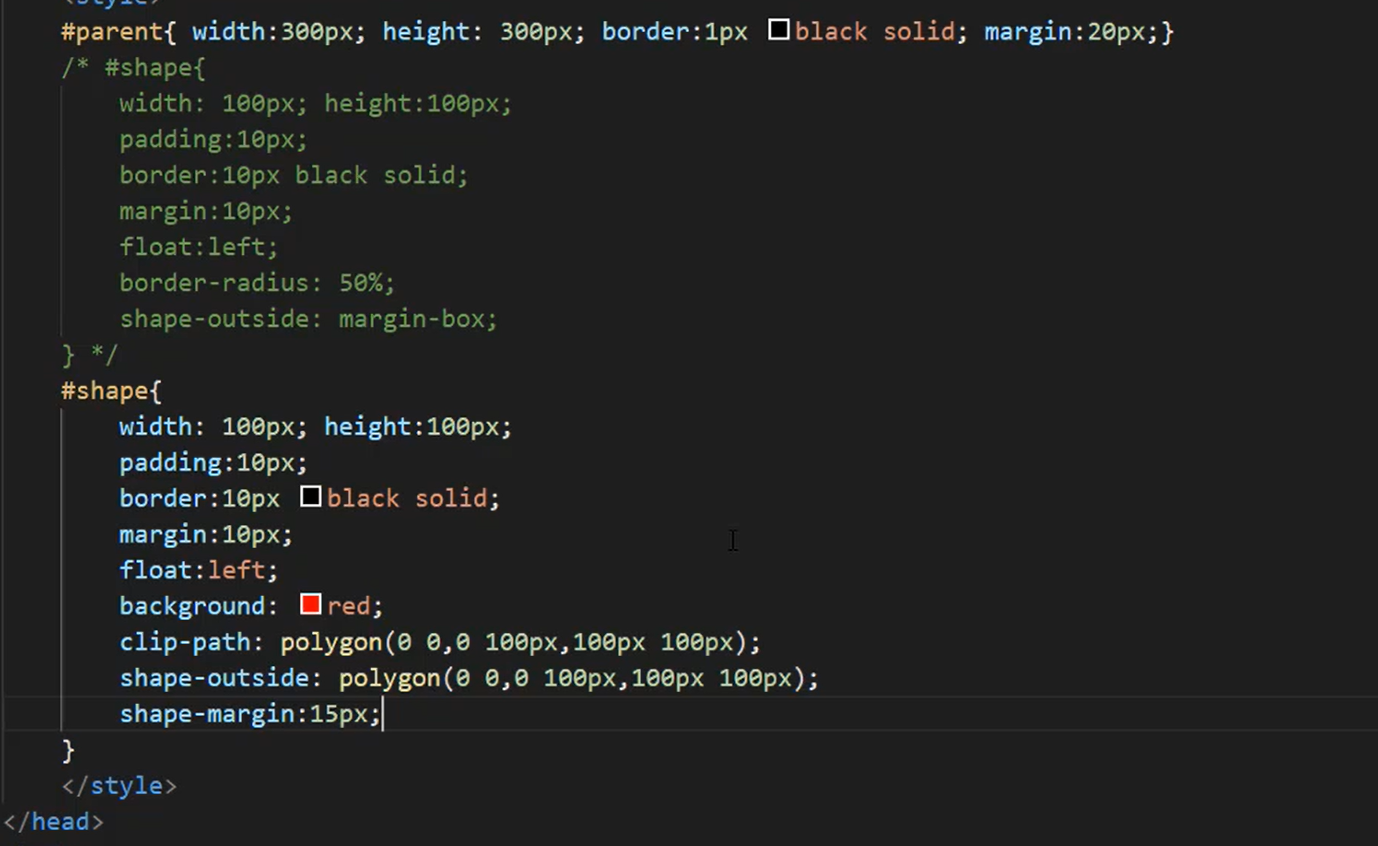 <style>
#parent{ width:300px; height: 300px; border:1px black solid; margin:20px;}
/* #shape{
width: 100px; height:100px;
padding:10px;
border:10px black solid;
margin:10px;
float:left;
border-radius: 50%;
shape-outside: margin-box;
} */
#shape{
width: 100px; height:100px;
padding:10px;
border:10px black solid;
margin:10px;
float:left;
background: red;
clip-path: polygon(0 0,0 100px,100px 100px);
shape-outside: polygon(0 0,0 100px,100px 100px);
shape-margin:15px;
}
</style>
</head>